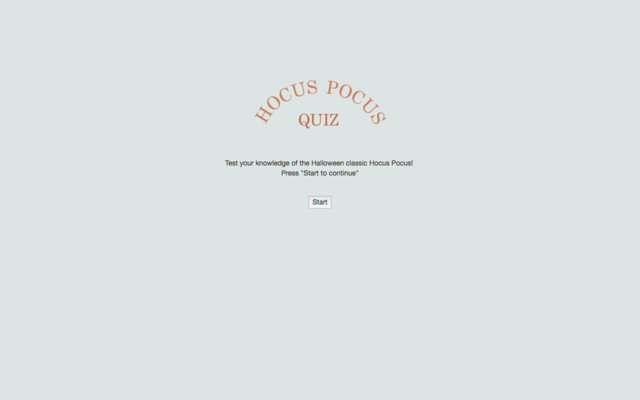 HOCUS POCUS
QUIZ
Test your knowledge of the Halloween classic Hocus Pocus!
Press "Start to continue"
Start